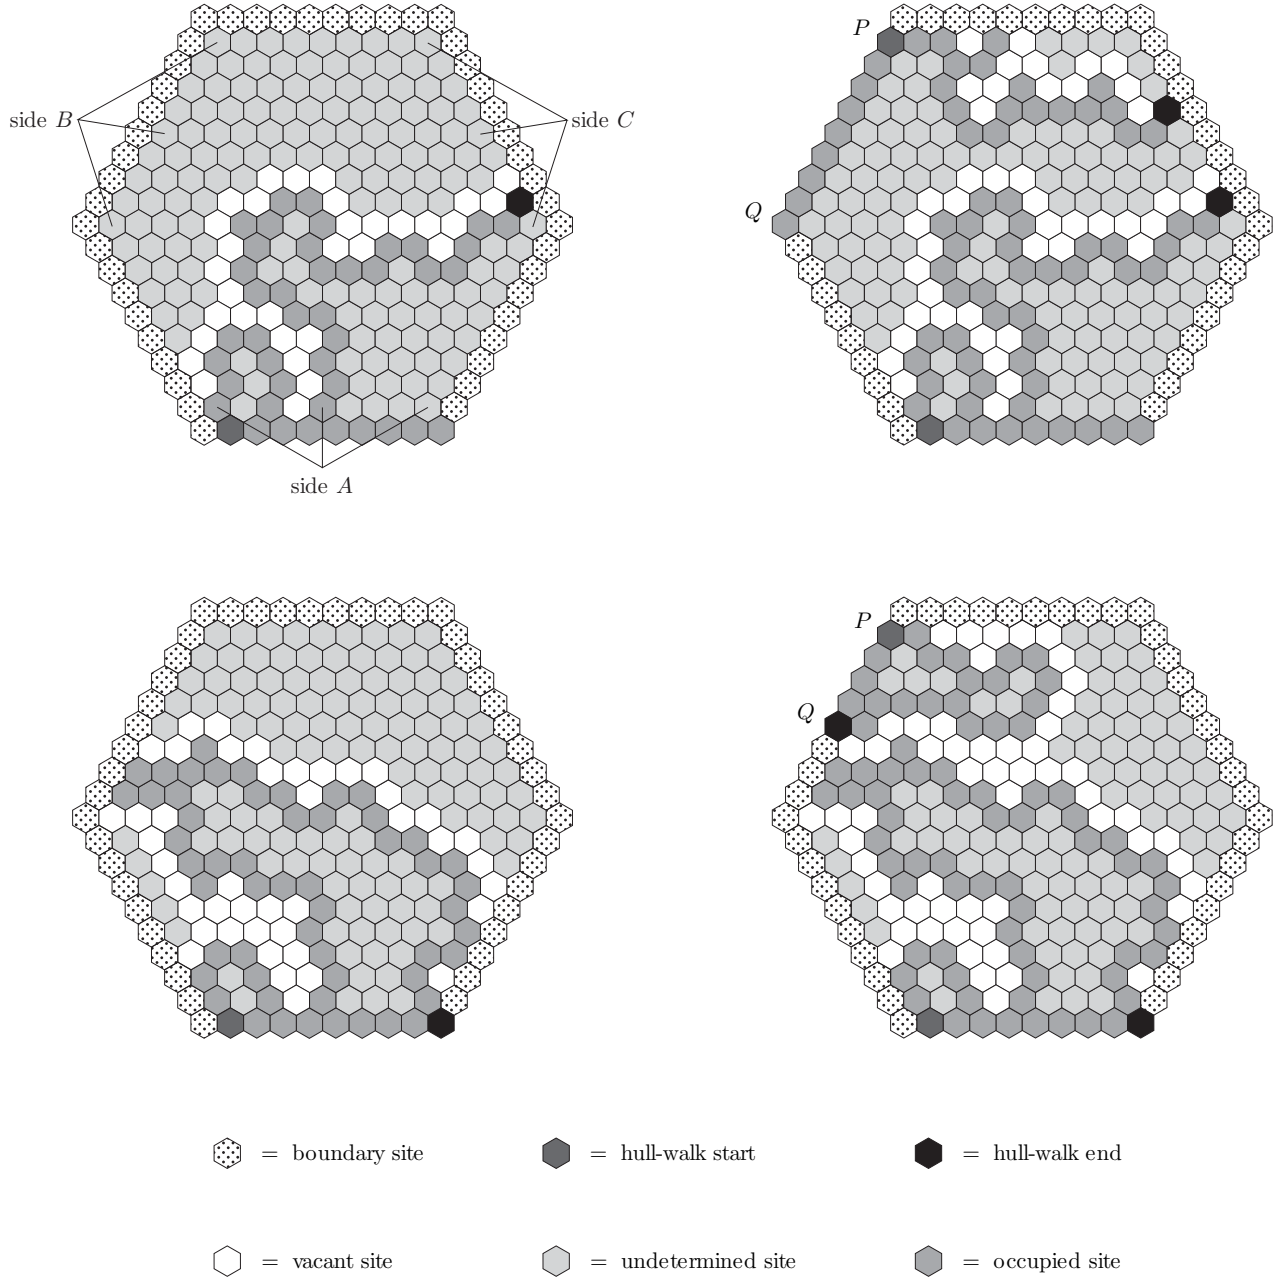 P
side B
side C
Q
side A
P
Q
= boundary site
= hull-walk start
= hull-walk end
= vacant site
= undetermined site
= occupied site